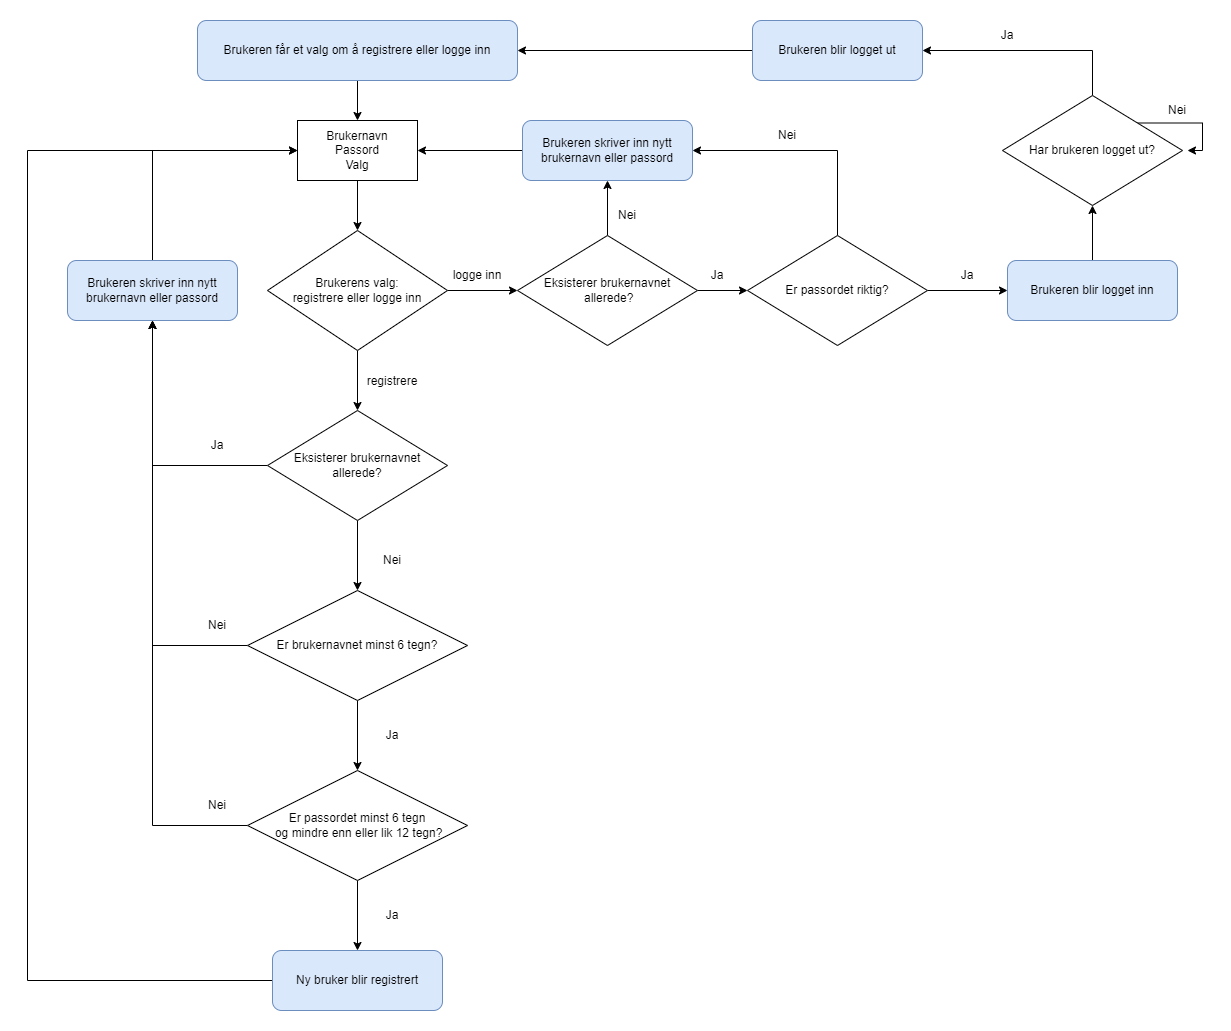 Brukeren får et valg om å registrere eller logge inn
Brukeren blir logget ut
Ja
Nei
Har brukeren logget ut?
Brukernavn
Passord
Valg
Brukeren skriver inn nytt
brukernavn eller passord
Nei
Nei
Brukeren skriver inn nytt
brukernavn eller passord
Brukerens valg:
registrere eller logge inn
logge inn
Eksisterer brukernavnet
allerede?
Ja
Er passordet riktig?
Ja
Brukeren blir logget inn
registrere
Ja
Eksisterer brukernavnet
allerede?
Nei
Nei
Er brukernavnet minst 6 tegn?
Ja
Nei
Er passordet minst 6 tegn
og mindre enn eller lik 12 tegn?
Ja
Ny bruker blir registrert